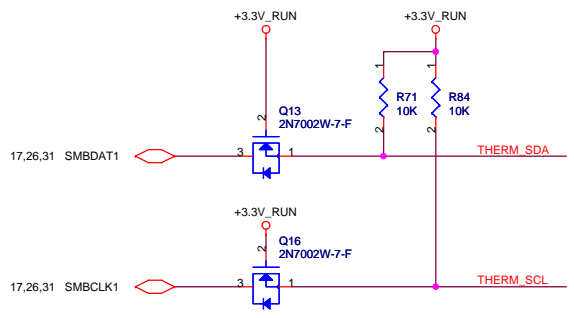 +3.3V_RUN
+3.3V_RUN
Q13
2N7002W-7-F
2
1
1
R71
10K
R84
10K
2
2
17,26,31 SMBDAT1
3
1
THERM_SDA
+3.3V_RUN
Q16
2N7002W-7-F
2
17,26,31 SMBCLK1
3
1
THERM_SCL